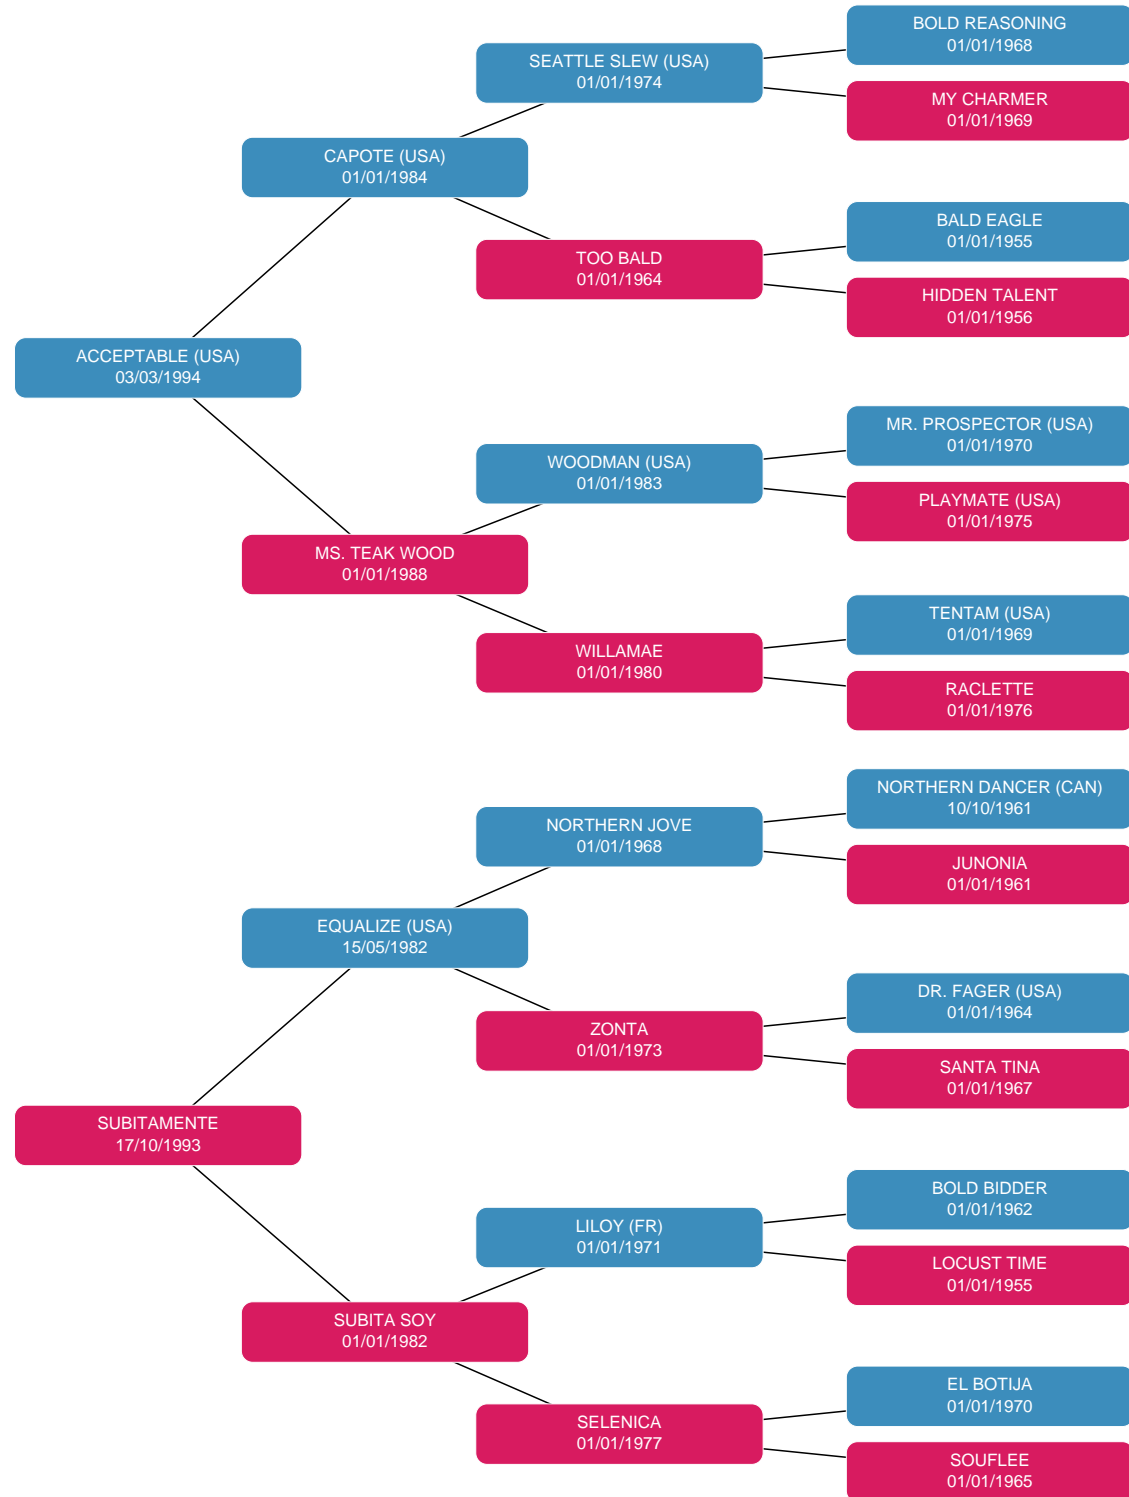 BOLD REASONING
01/01/1968
SEATTLE SLEW (USA)
01/01/1974
MY CHARMER
01/01/1969
CAPOTE (USA)
01/01/1984
BALD EAGLE
01/01/1955
TOO BALD
01/01/1964
HIDDEN TALENT
01/01/1956
ACCEPTABLE (USA)
03/03/1994
MR. PROSPECTOR (USA)
01/01/1970
WOODMAN (USA)
01/01/1983
PLAYMATE (USA)
01/01/1975
MS. TEAK WOOD
01/01/1988
TENTAM (USA)
01/01/1969
WILLAMAE
01/01/1980
RACLETTE
01/01/1976
NORTHERN DANCER (CAN)
10/10/1961
NORTHERN JOVE
01/01/1968
JUNONIA
01/01/1961
EQUALIZE (USA)
15/05/1982
DR. FAGER (USA)
01/01/1964
ZONTA
01/01/1973
SANTA TINA
01/01/1967
SUBITAMENTE
17/10/1993
BOLD BIDDER
01/01/1962
LILOY (FR)
01/01/1971
LOCUST TIME
01/01/1955
SUBITA SOY
01/01/1982
EL BOTIJA
01/01/1970
SELENICA
01/01/1977
SOUFLEE
01/01/1965